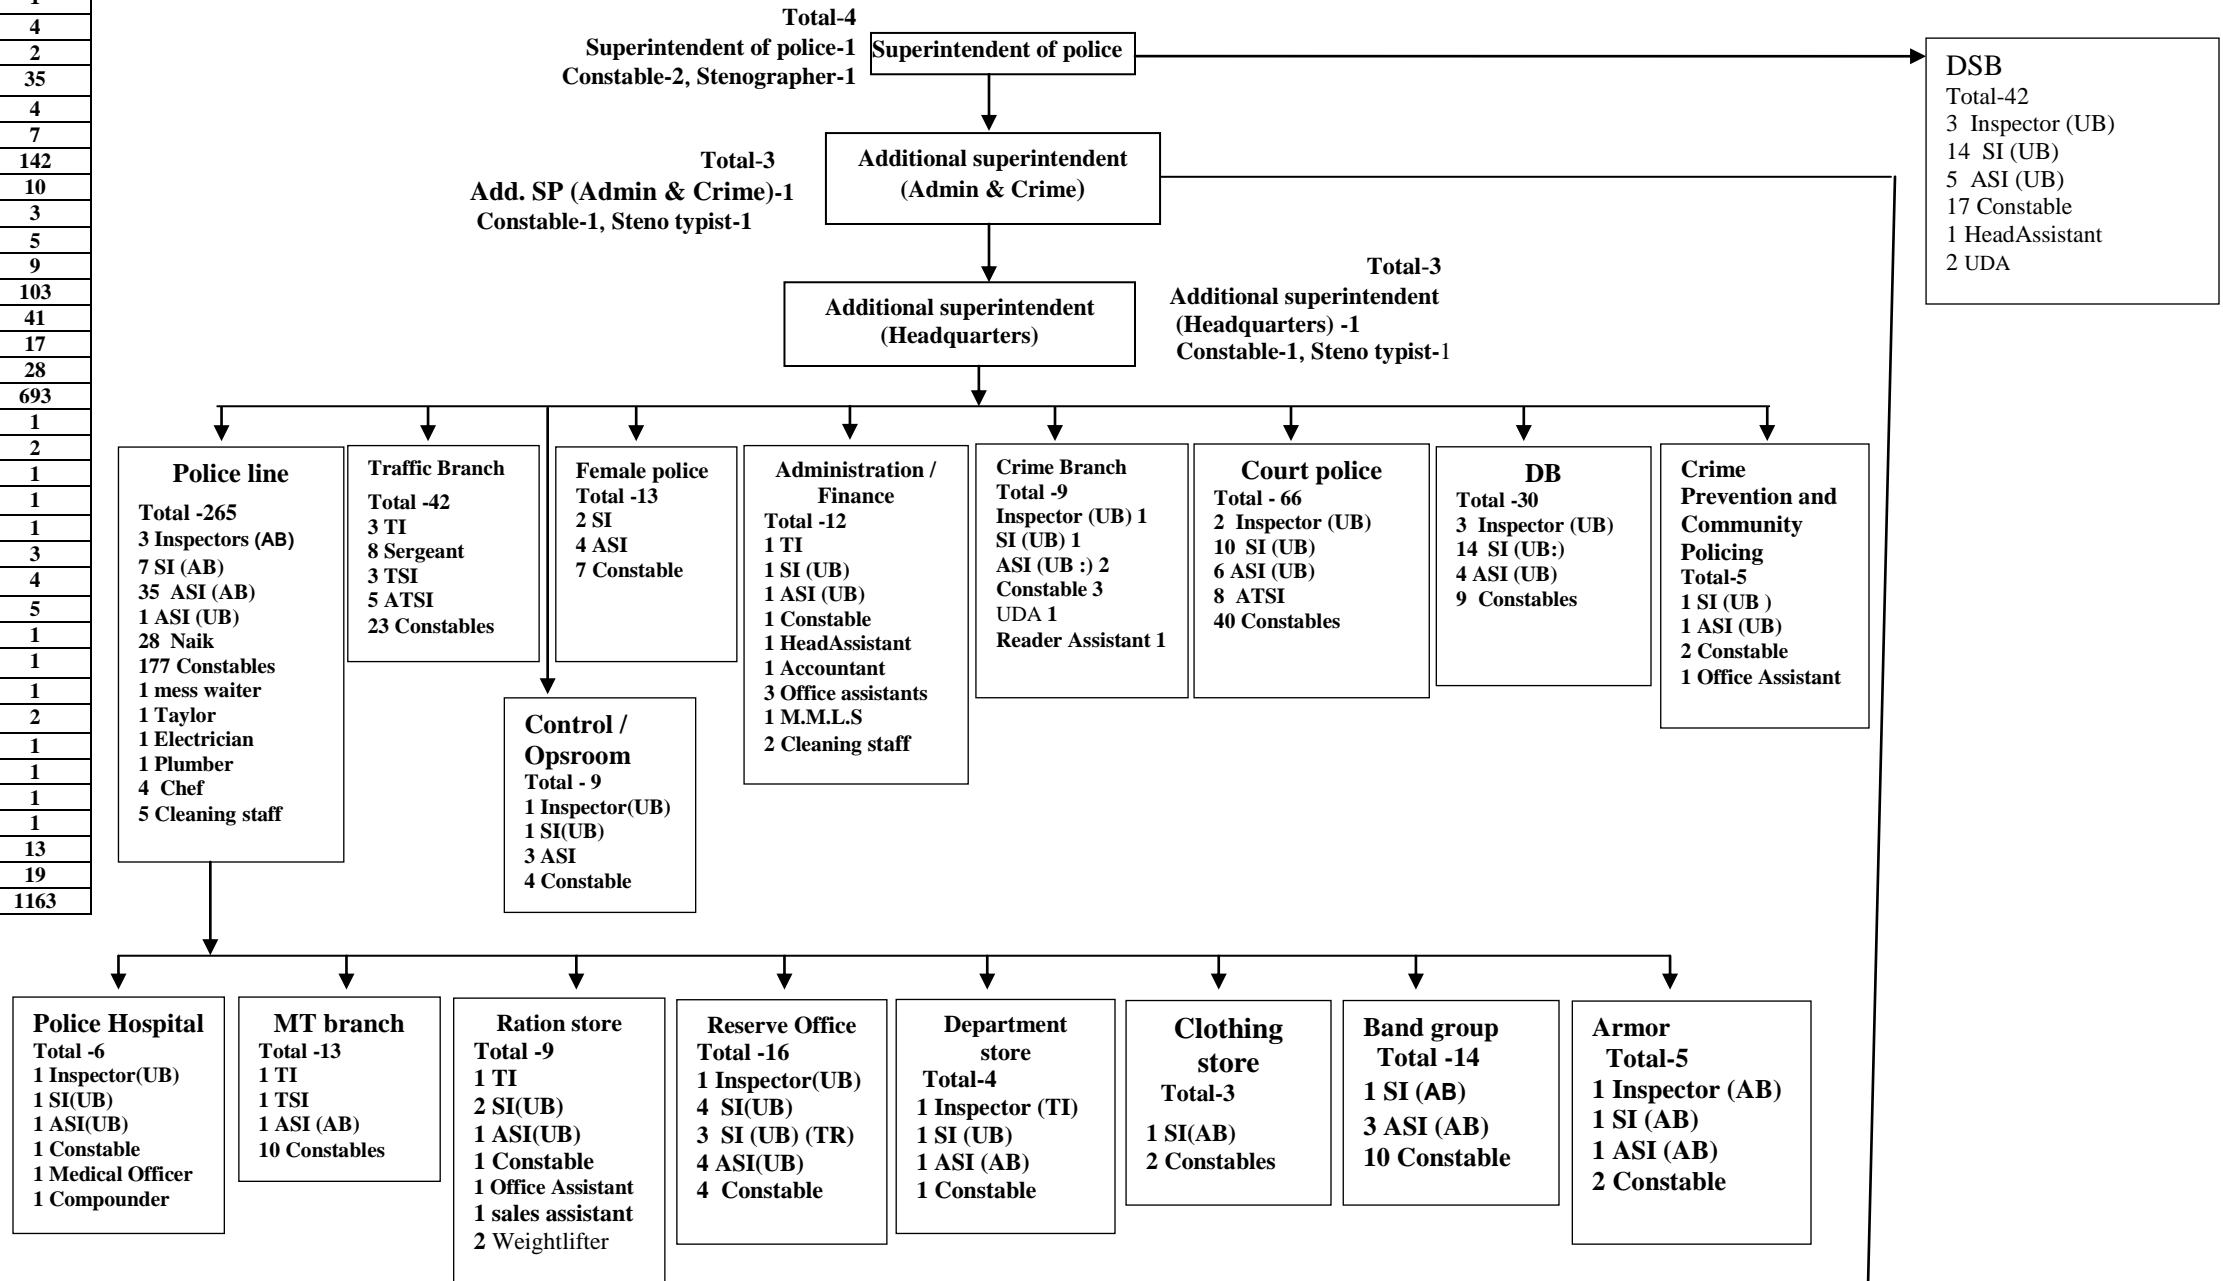 4
2
35
4
7
142
10
3
5
9
103
41
17
28
693
1
2
1
1
1
3
4
5
1
1
1
2
1
1
1
1
13
19
1163
Total-4
Superintendent of police-1
Constable-2, Stenographer-1
Superintendent of police
DSB
Total-42
3 Inspector (UB)
14 SI (UB)
5 ASI (UB)
17 Constable
1 HeadAssistant
2 UDA
Total-3
Add. SP (Admin & Crime)-1
Constable-1, Steno typist-1
Additional superintendent
(Admin & Crime)
Additional superintendent
(Headquarters)
Total-3
Additional superintendent
(Headquarters) -1
Constable-1, Steno typist-1
Police line
Total -265
3 Inspectors (AB)
7 SI (AB)
35 ASI (AB)
1 ASI (UB)
28 Naik
177 Constables
1 mess waiter
1 Taylor
1 Electrician
1 Plumber
4 Chef
5 Cleaning staff
Traffic Branch
Total -42
3 TI
8 Sergeant
3 TSI
5 ATSI
23 Constables
Female police
Total -13
2 SI
4 ASI
7 Constable
Control /
Opsroom
Total - 9
1 Inspector(UB)
1 SI(UB)
3 ASI
4 Constable
Administration /
Finance
Total -12
1 TI
1 SI (UB)
1 ASI (UB)
1 Constable
1 HeadAssistant
1 Accountant
3 Office assistants
1 M.M.L.S
2 Cleaning staff
Crime Branch
Total -9
Inspector (UB) 1
SI (UB) 1
ASI (UB :) 2
Constable 3
UDA 1
Reader Assistant 1
Court police
Total - 66
2 Inspector (UB)
10 SI (UB)
6 ASI (UB)
8 ATSI
40 Constables
DB
Total -30
3 Inspector (UB)
14 SI (UB:)
4 ASI (UB)
9 Constables
Crime
Prevention and
Community
Policing
Total-5
1 SI (UB )
1 ASI (UB)
2 Constable
1 Office Assistant
Police Hospital
Total -6
1 Inspector(UB)
1 SI(UB)
1 ASI(UB)
1 Constable
1 Medical Officer
1 Compounder
MT branch
Total -13
1 TI
1 TSI
1 ASI (AB)
10 Constables
Ration store
Total -9
1 TI
2 SI(UB)
1 ASI(UB)
1 Constable
1 Office Assistant
1 sales assistant
2 Weightlifter
Reserve Office
Total -16
1 Inspector(UB)
4 SI(UB)
3 SI (UB) (TR)
4 ASI(UB)
4 Constable
Department
store
Total-4
1 Inspector (TI)
1 SI (UB)
1 ASI (AB)
1 Constable
Clothing
store
Total-3
1 SI(AB)
2 Constables
Band group
Total -14
1 SI (AB)
3 ASI (AB)
10 Constable
Armor
Total-5
1 Inspector (AB)
1 SI (AB)
1 ASI (AB)
2 Constable